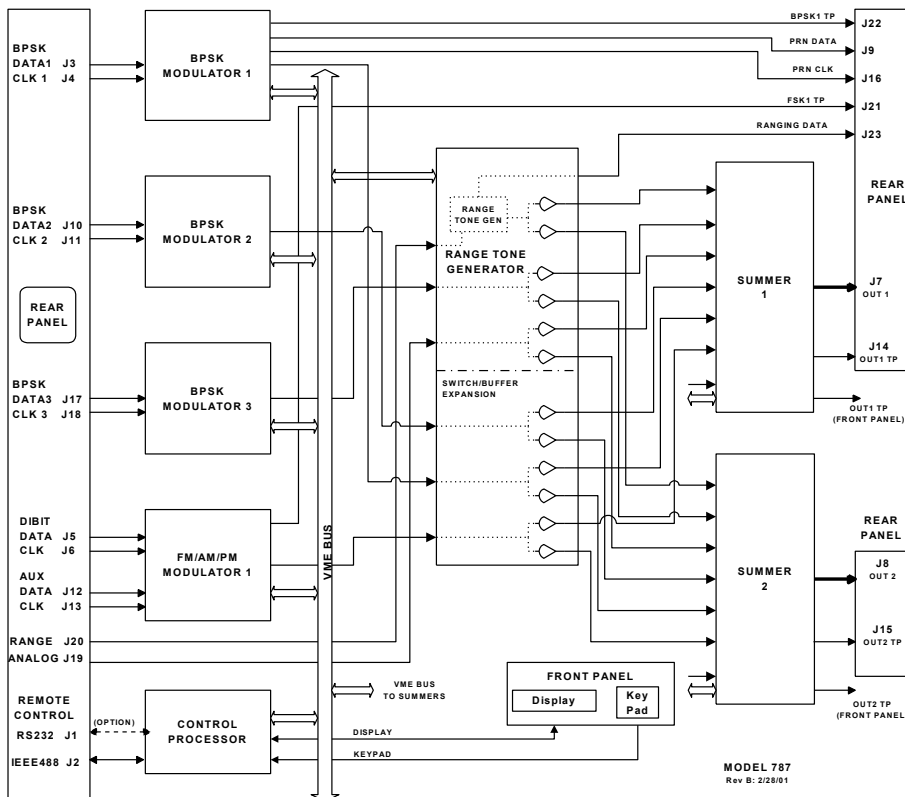 BPSK
DATA1 J3
CLK 1 J4
BPSK
DATA2 J10
CLK 2 J11
REAR
PANEL
BPSK
DATA3 J17
CLK 3 J18
DIBIT
DATA J5
CLK J6
AUX
DATA J12
CLK J13
RANGE J20
ANALOG J19
REMOTE
CONTROL
RS232 J1
IEEE488 J2
(OPTION)
BPSK
MODULATOR 1
BPSK
MODULATOR 2
BPSK
MODULATOR 3
FM/AM/PM
MODULATOR 1
CONTROL
PROCESSOR
VME BUS
VME BUS
TO SUMMERS
DISPLAY
KEYPAD
RANGE
TONE GEN
RANGE TONE
GENERATOR
SWITCH/BUFFER
EXPANSION
FRONT PANEL
Display
Key
Pad
BPSK1 TP
PRN DATA
PRN CLK
FSK1 TP
RANGING DATA
SUMMER
1
SUMMER
2
J22
J9
J16
J21
J23
REAR
PANEL
J7
OUT 1
J14
OUT1 TP
OUT1 TP
(FRONT PANEL)
REAR
PANEL
J8
OUT 2
J15
OUT2 TP
OUT2 TP
(FRONT PANEL)
MODEL 787
Rev B: 2/28/01